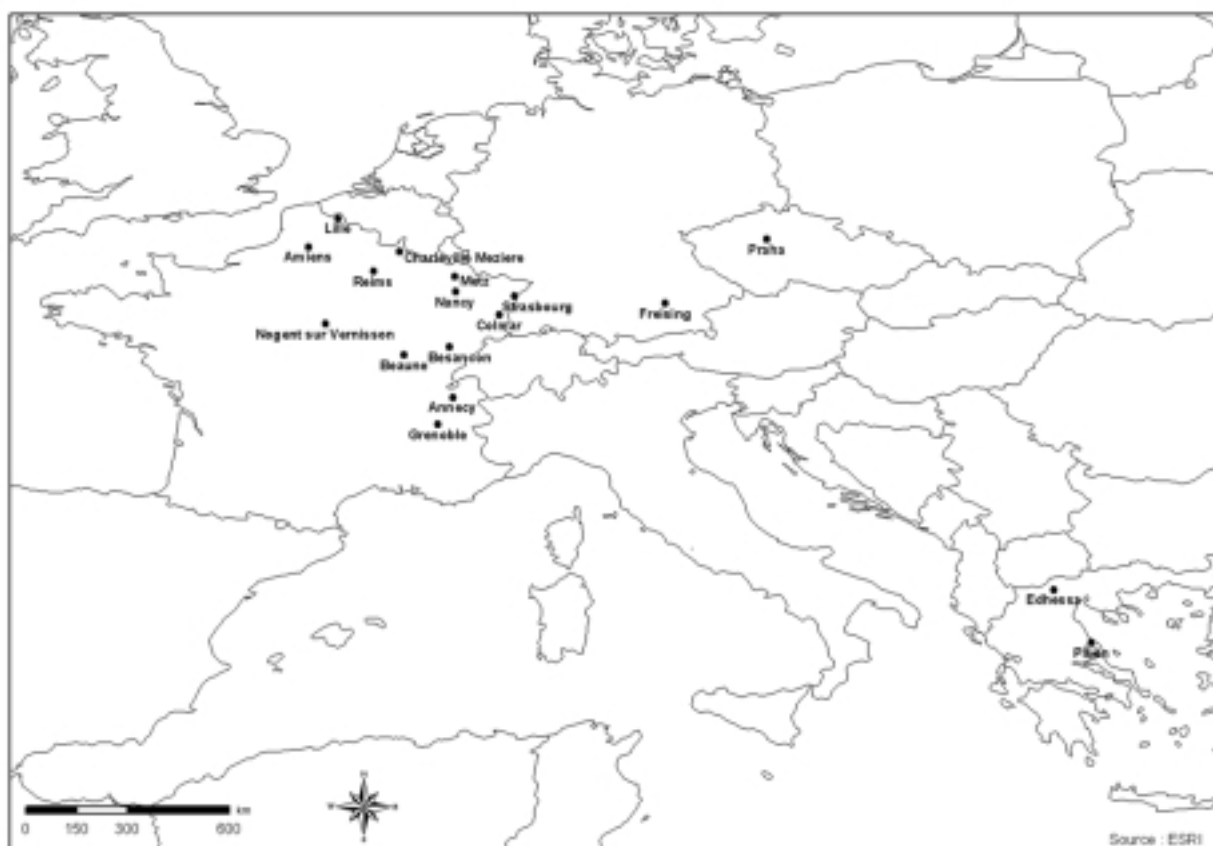 Lille
Amiens
Charleville Meziere
Reims
Metz
Nancy
Strasbourg
Colmar
Nogent sur Vernisson
Besancon
Beaune
Annecy
Grenoble
Praha
Freising
Edhessa
km
0 150 300 600
Source : ESRI